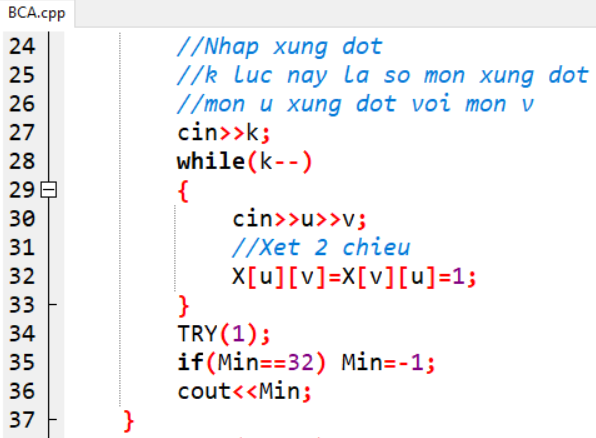 BCA.cpp
24 //Nhap xung dot
25 //k luc nay la so mon xung dot
26 //mon u xung dot voi mon v
27 cin>>k;
28 while(k--)
29 {
30 cin>>u>>v;
31 //Xet 2 chieu
32 X[u][v]=X[v][u]=1;
33 }
34 TRY(1);
35 if(Min==32) Min=-1;
36 cout<<Min;
37 }